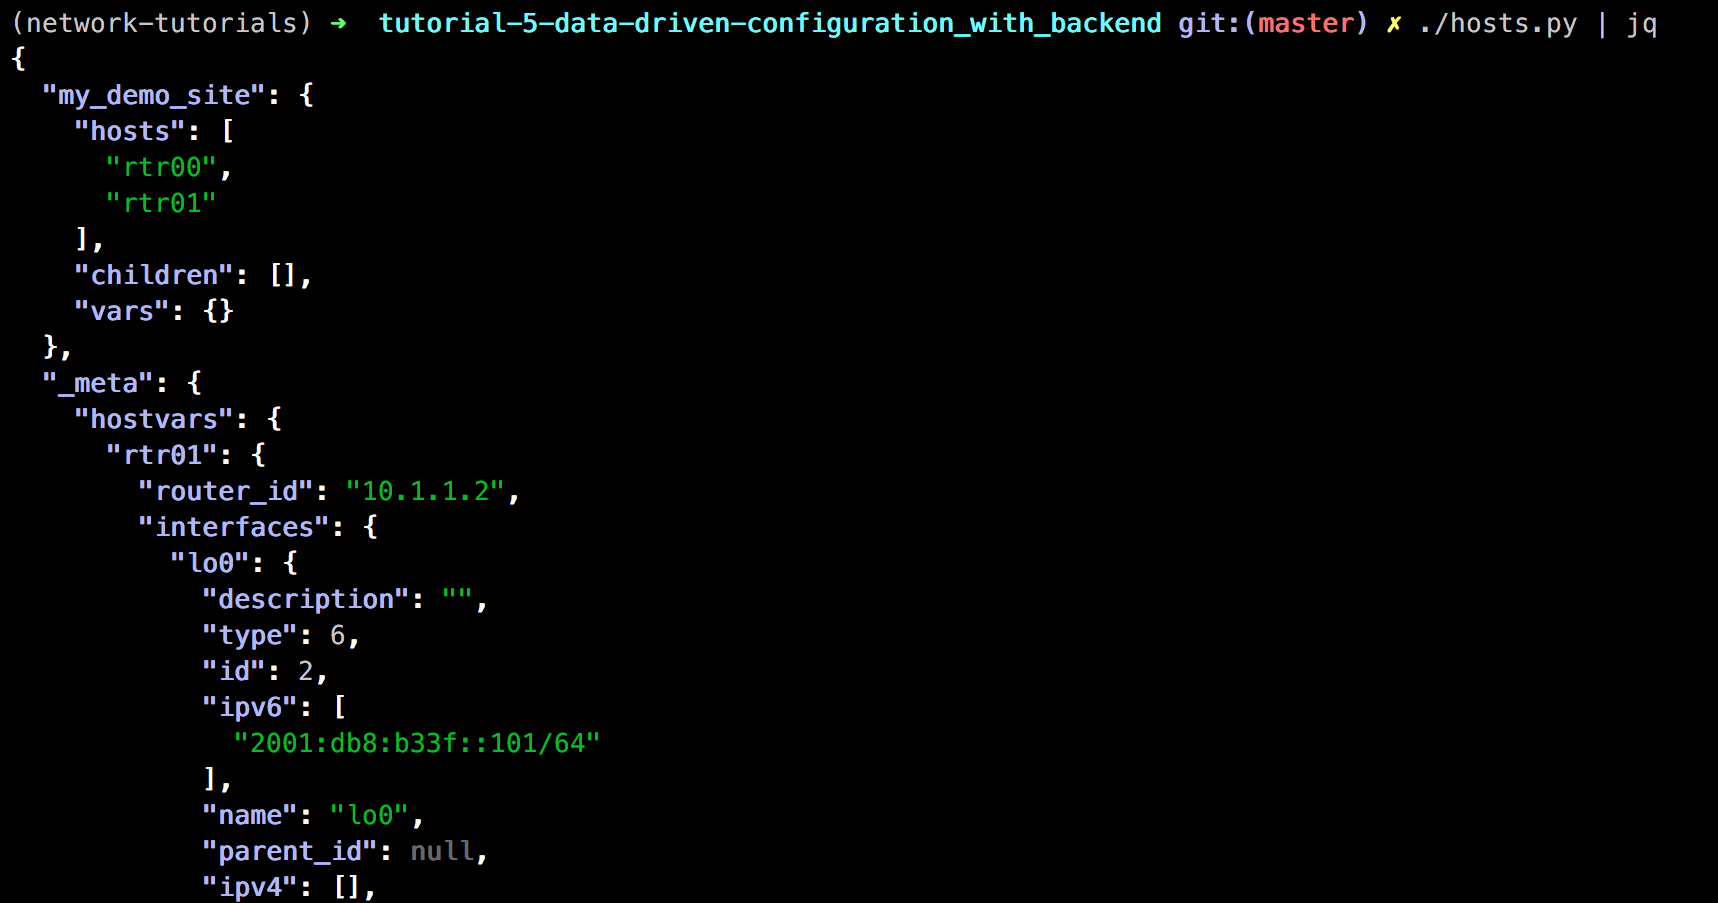 (network-tutorials) ➜  tutorial-5-data-driven-configuration_with_backend git:(master) ✗ ./hosts.py | jq
{
  "my_demo_site": {
    "hosts": [
      "rtr00",
      "rtr01"
    ],
    "children": [],
    "vars": {}
  },
  "_meta": {
    "hostvars": {
      "rtr01": {
        "router_id": "10.1.1.2",
        "interfaces": {
          "lo0": {
            "description": "",
            "type": 6,
            "id": 2,
            "ipv6": [
              "2001:db8:b33f::101/64"
            ],
            "name": "lo0",
            "parent_id": null,
            "ipv4": [],